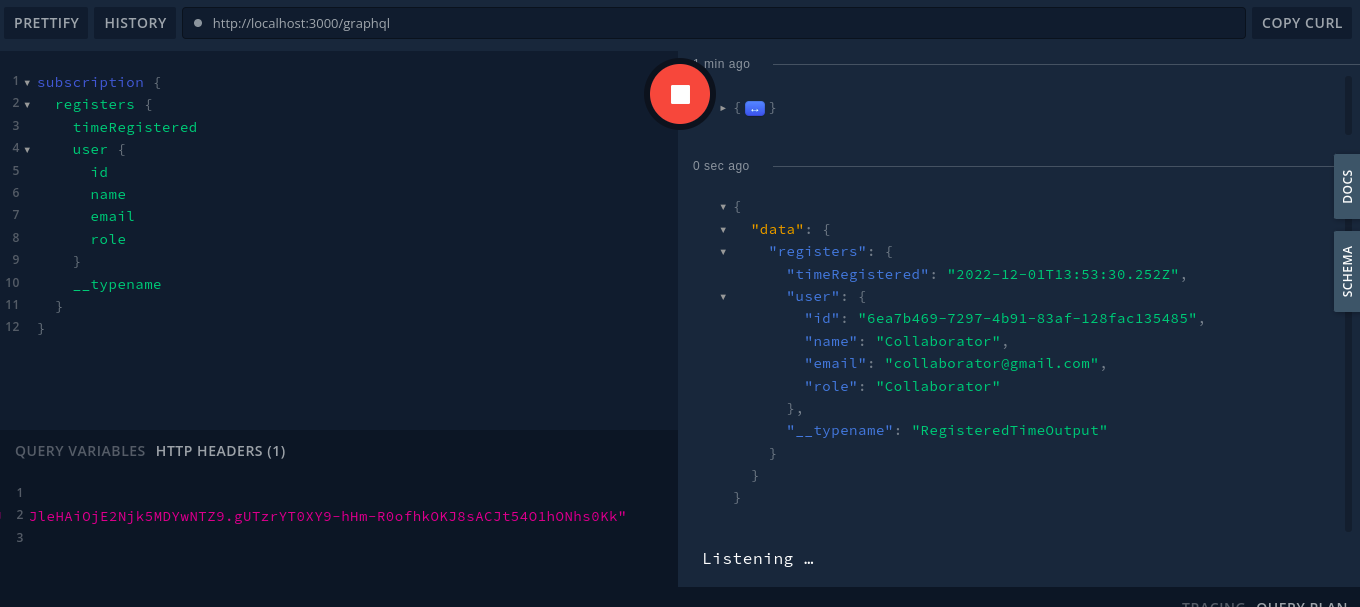 PRETTIFY HISTORY http://localhost:3000/graphql COPY CURL
1 subscription {
2 registers {
3 timeRegistered
4 user {
5 id
6 name
7 email
8 role
9 }
10 __typename
11 }
12 }
QUERY VARIABLES HTTP HEADERS (1)
1
2 JleHAiOjE2Njk5MDYwNTZ9.gUTzrYT0XY9-hHm-R0ofhkOKJ8sACJt54O1hONhs0Kk"
3
1 min ago
{ ↔ }
0 sec ago
{
"data": {
"registers": {
"timeRegistered": "2022-12-01T13:53:30.252Z",
"user": {
"id": "6ea7b469-7297-4b91-83af-128fac135485",
"name": "Collaborator",
"email": "collaborator@gmail.com",
"role": "Collaborator"
},
"__typename": "RegisteredTimeOutput"
}
}
}
Listening …
DOCS
SCHEMA
TRACING QUERY PLAN